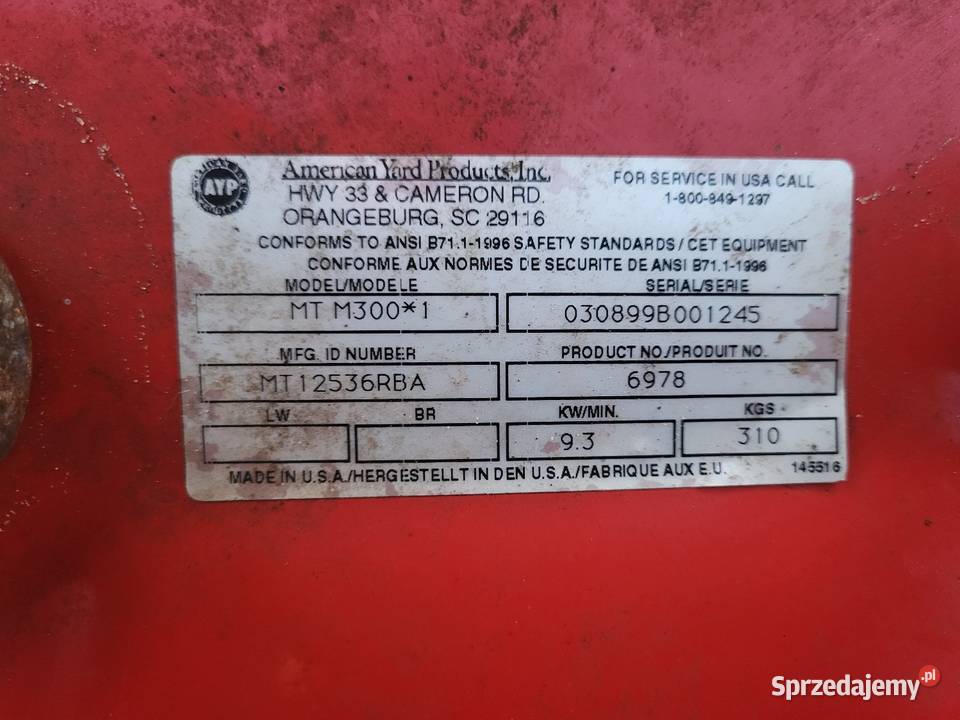 AYP
American Yard Products, Inc.
HWY 33 & CAMERON RD.
ORANGEBURG, SC 29116
FOR SERVICE IN USA CALL
1-800-849-1297
CONFORMS TO ANSI B71.1-1996 SAFETY STANDARDS / CET EQUIPMENT
CONFORME AUX NORMES DE SECURITE DE ANSI B71.1-1996
MODEL/MODELE SERIAL/SERIE
MT M300*1 030899B001245
MFG. ID NUMBER PRODUCT NO./PRODUIT NO.
MT12536RBA 6978
LW BR KW/MIN. KGS
9.3 310
MADE IN U.S.A./HERGESTELLT IN DEN U.S.A./FABRIQUE AUX E.U. 145516
Sprzedajemy.pl